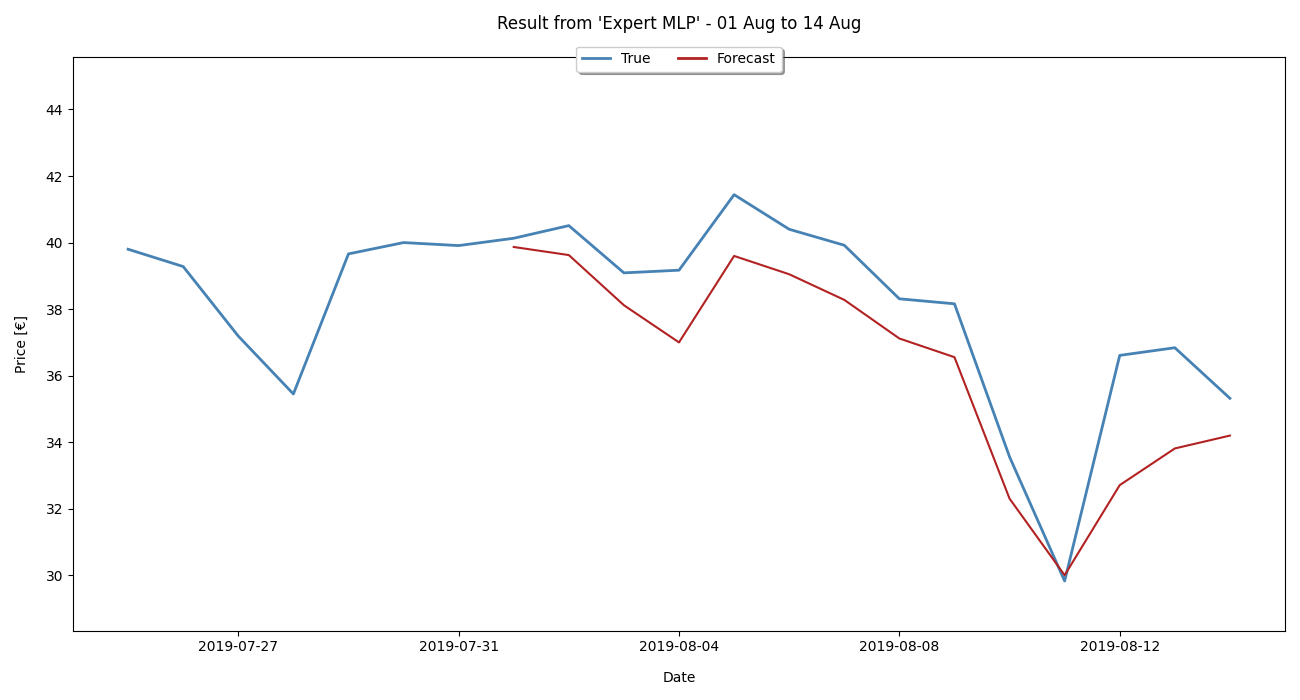 Result from 'Expert MLP' - 01 Aug to 14 Aug
True Forecast
44
42
40
38
36
34
32
30
Price [€]
2019-07-27 2019-07-31 2019-08-04 2019-08-08 2019-08-12
Date